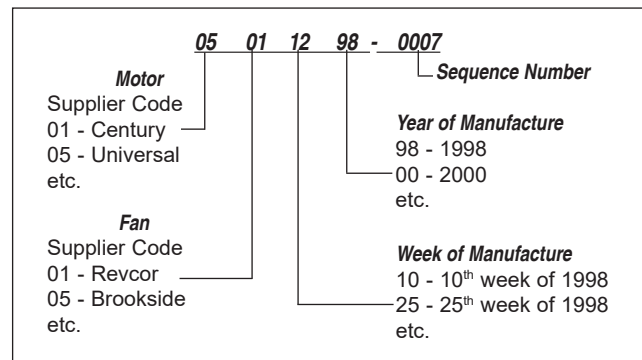 05 01 12 98 - 0007
Sequence Number
Motor
Supplier Code
01 - Century
05 - Universal
etc.
Fan
Supplier Code
01 - Revcor
05 - Brookside
etc.
Year of Manufacture
98 - 1998
00 - 2000
etc.
Week of Manufacture
10 - 10th week of 1998
25 - 25th week of 1998
etc.